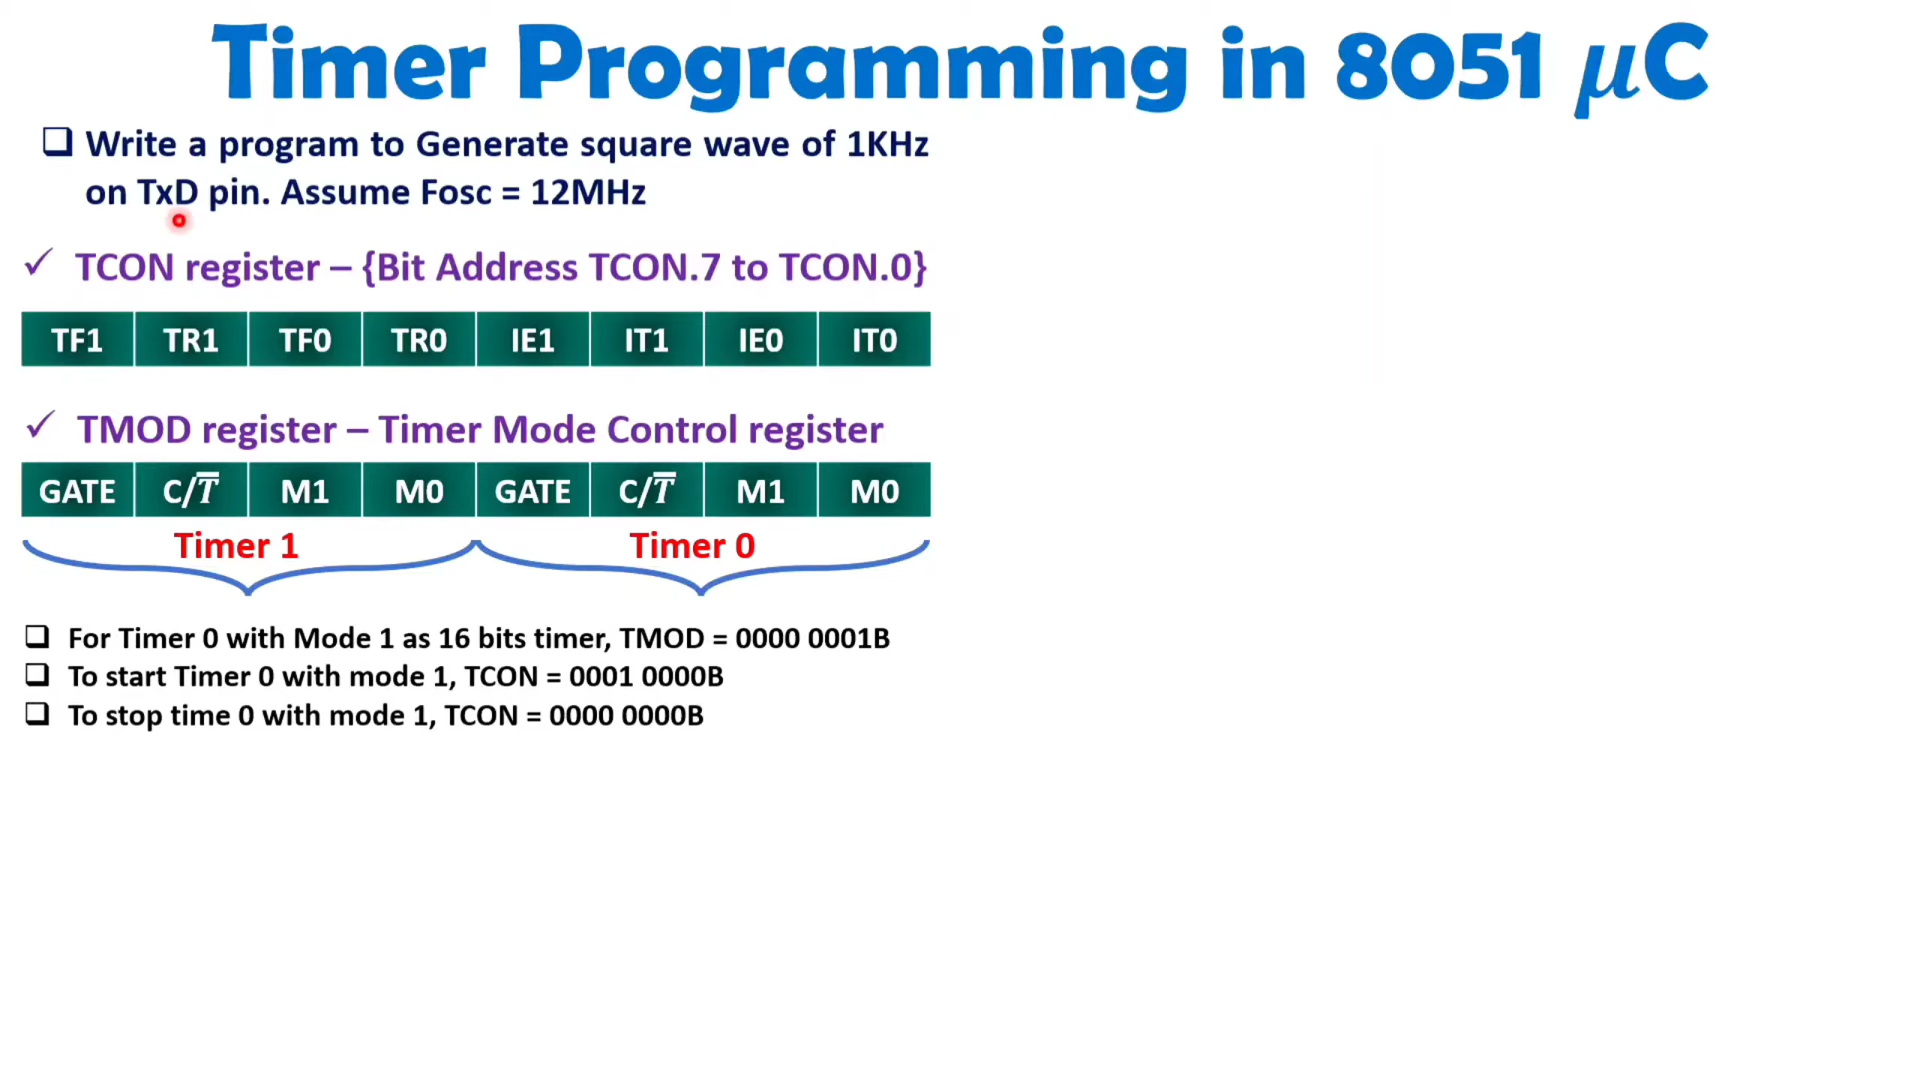 Timer Programming in 8051 μC
Write a program to Generate square wave of 1KHz
on TxD pin. Assume Fosc = 12MHz
TCON register – {Bit Address TCON.7 to TCON.0}
TF1 TR1 TF0 TR0 IE1 IT1 IE0 IT0
TMOD register – Timer Mode Control register
GATE C/T̅ M1 M0 GATE C/T̅ M1 M0
Timer 1 Timer 0
For Timer 0 with Mode 1 as 16 bits timer, TMOD = 0000 0001B
To start Timer 0 with mode 1, TCON = 0001 0000B
To stop time 0 with mode 1, TCON = 0000 0000B